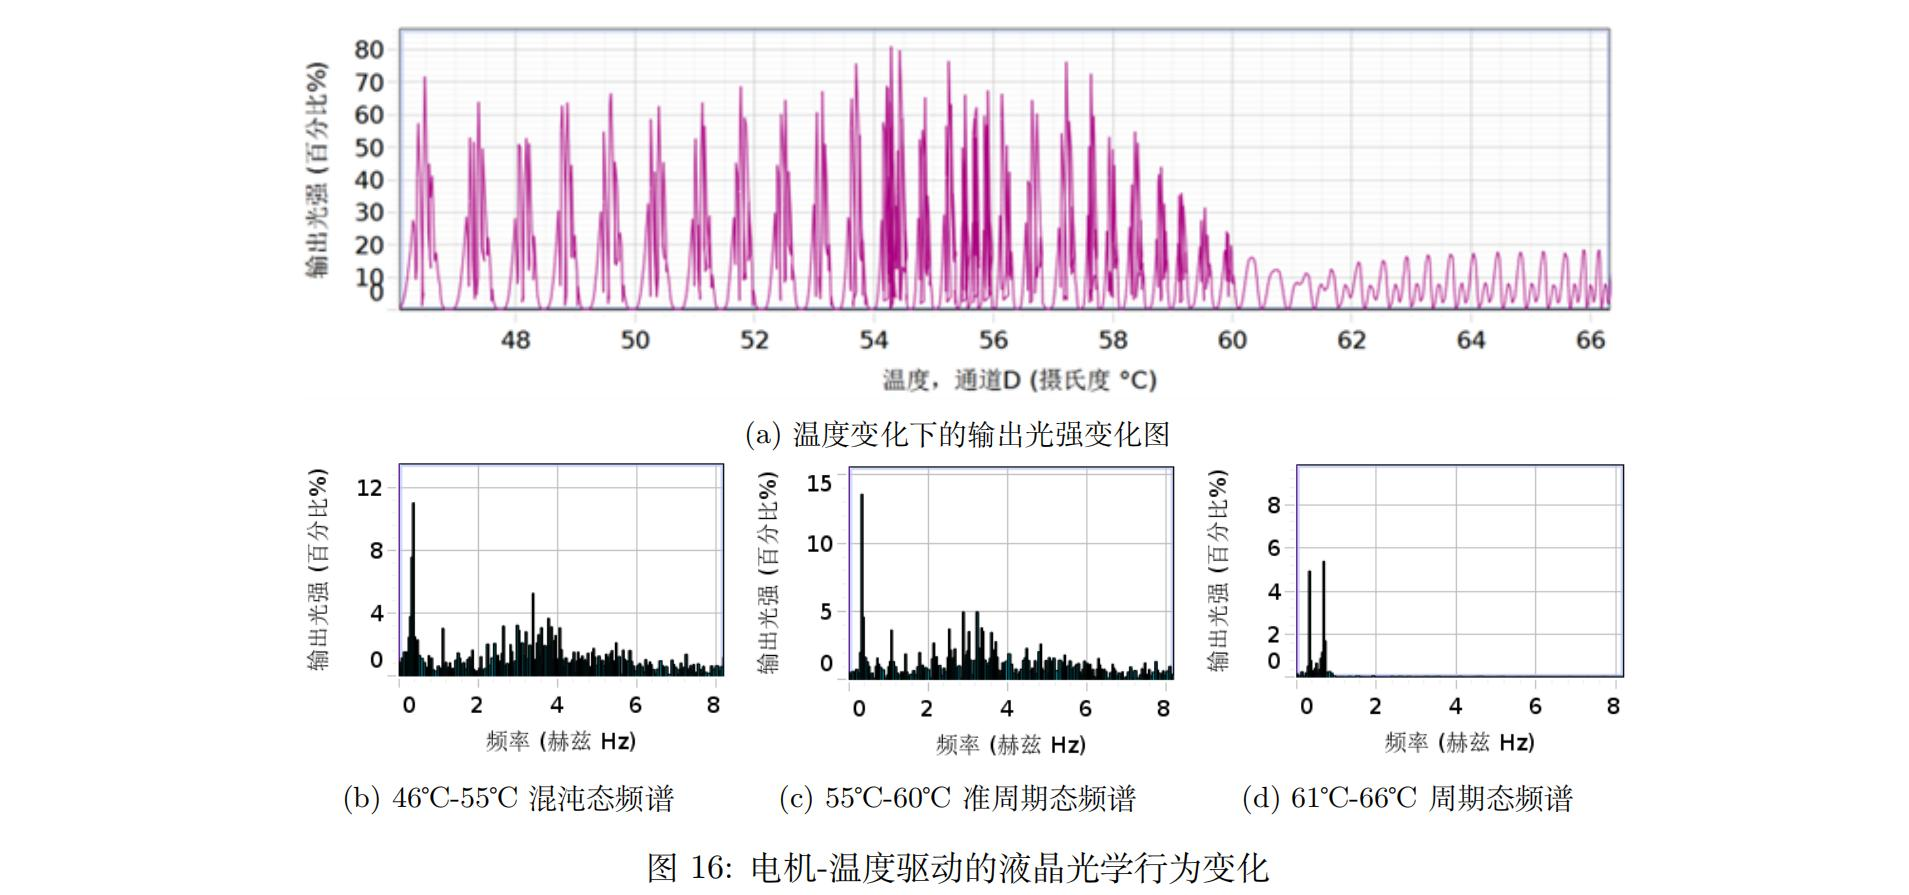 输出光强 (百分比%)
80
70
60
50
40
30
20
10
0
48 50 52 54 56 58 60 62 64 66
温度，通道D (摄氏度 °C)
(a) 温度变化下的输出光强变化图
输出光强 (百分比%)
12
8
4
0
0 2 4 6 8
频率 (赫兹 Hz)
(b) 46℃-55℃ 混沌态频谱
输出光强 (百分比%)
15
10
5
0
0 2 4 6 8
频率 (赫兹 Hz)
(c) 55℃-60℃ 准周期态频谱
输出光强 (百分比%)
8
6
4
2
0
0 2 4 6 8
频率 (赫兹 Hz)
(d) 61℃-66℃ 周期态频谱
图 16: 电机-温度驱动的液晶光学行为变化